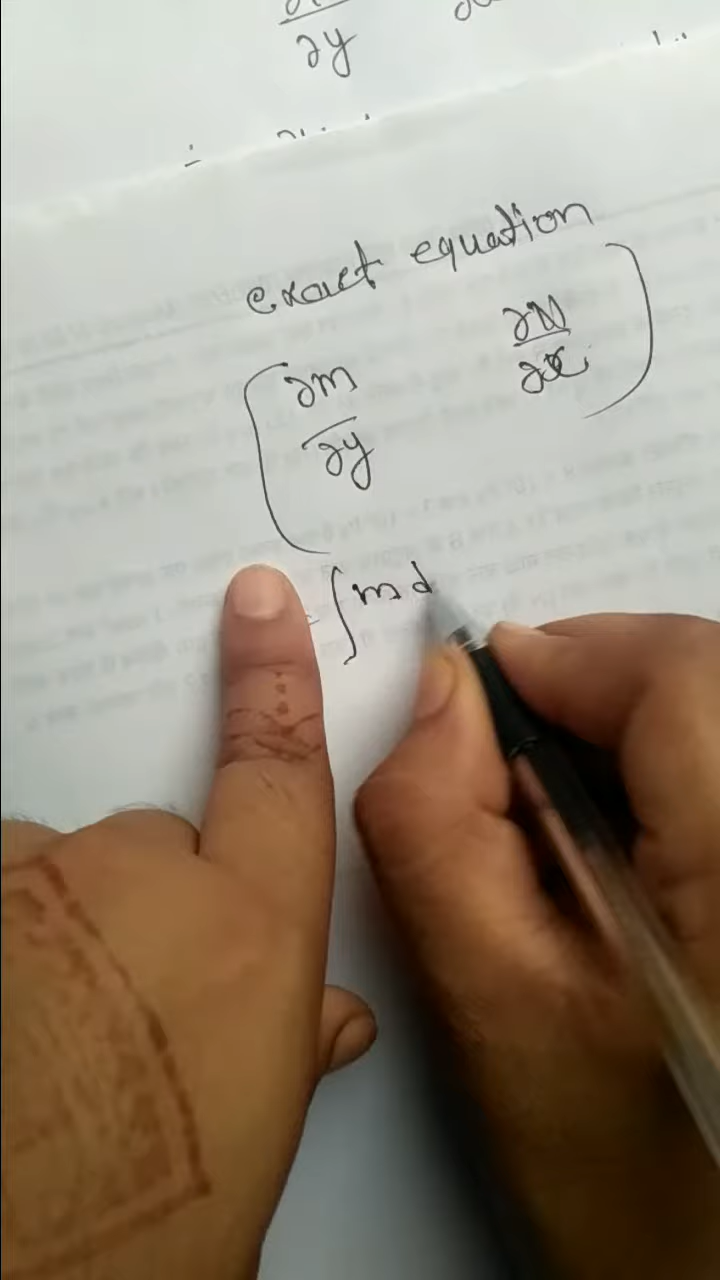 ∂y
exact equation
(∂m/∂y ∂N/∂x)
= ∫ m d